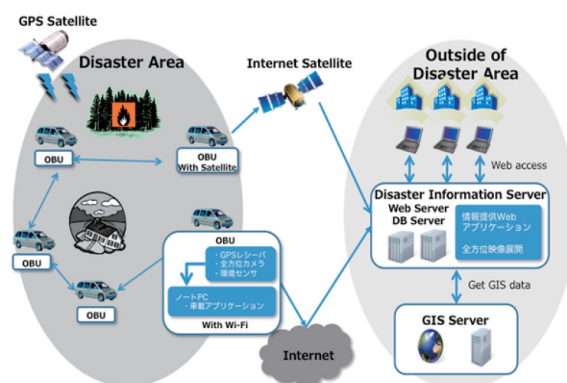 GPS Satellite
Disaster Area
Internet Satellite
Outside of
Disaster Area
OBU
OBU
With Satellite
Web access
Disaster Information Server
Web Server
DB Server
情報提供Web
アプリケーション
全方位映像展開
OBU
OBU
OBU
・GPSレシーバ
・全方位カメラ
・環境センサ
ノートPC
・車載アプリケーション
With Wi-Fi
Get GIS data
GIS Server
Internet